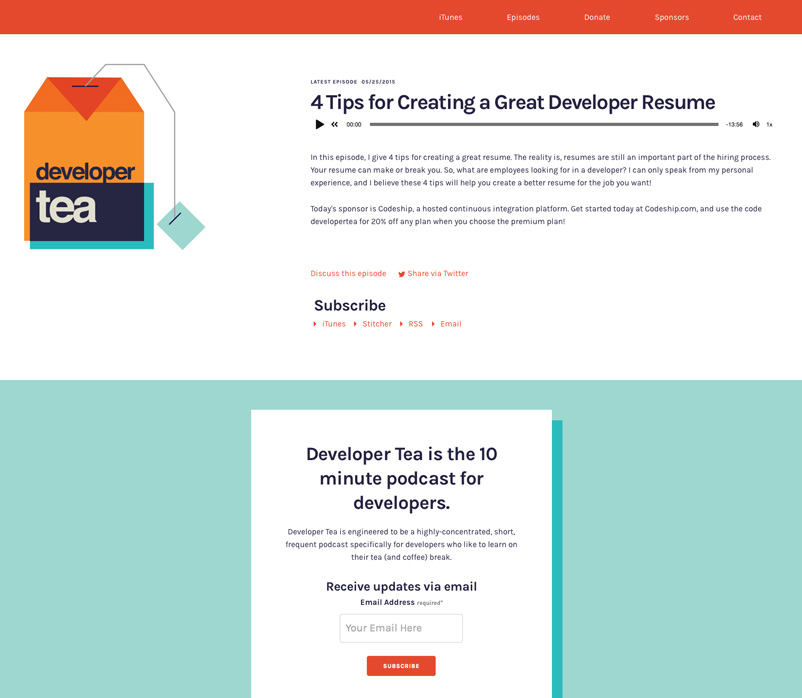 iTunes Episodes Donate Sponsors Contact
developer
tea
LATEST EPISODE 05/25/2015
4 Tips for Creating a Great Developer Resume
00:00 -13:56 1x
In this episode, I give 4 tips for creating a great resume. The reality is, resumes are still an important part of the hiring process.
Your resume can make or break you. So, what are employees looking for in a developer? I can only speak from my personal
experience, and I believe these 4 tips will help you create a better resume for the job you want!
Today's sponsor is Codeship, a hosted continuous integration platform. Get started today at Codeship.com, and use the code
developertea for 20% off any plan when you choose the premium plan!
Discuss this episode Share via Twitter
Subscribe
iTunes Stitcher RSS Email
Developer Tea is the 10
minute podcast for
developers.
Developer Tea is engineered to be a highly-concentrated, short,
frequent podcast specifically for developers who like to learn on
their tea (and coffee) break.
Receive updates via email
Email Address required*
Your Email Here
SUBSCRIBE